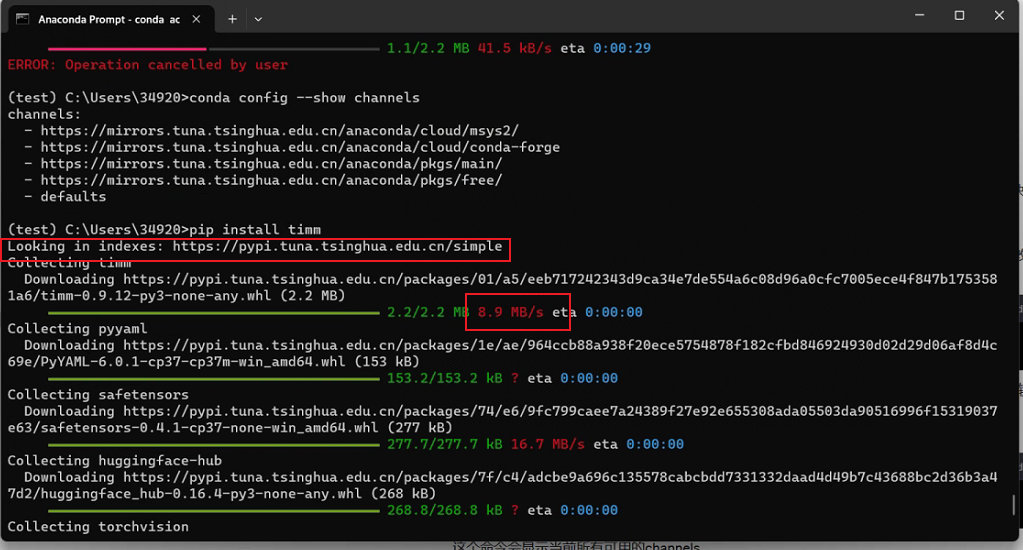 Anaconda Prompt - conda ac
1.1/2.2 MB 41.5 kB/s eta 0:00:29
ERROR: Operation cancelled by user
(test) C:\Users\34920>conda config --show channels
channels:
- https://mirrors.tuna.tsinghua.edu.cn/anaconda/cloud/msys2/
- https://mirrors.tuna.tsinghua.edu.cn/anaconda/cloud/conda-forge
- https://mirrors.tuna.tsinghua.edu.cn/anaconda/pkgs/main/
- https://mirrors.tuna.tsinghua.edu.cn/anaconda/pkgs/free/
- defaults
(test) C:\Users\34920>pip install timm
Looking in indexes: https://pypi.tuna.tsinghua.edu.cn/simple
Collecting timm
Downloading https://pypi.tuna.tsinghua.edu.cn/packages/01/a5/eeb717242343d9ca34e7de554a6c08d96a0cfc7005ece4f847b175358
1a6/timm-0.9.12-py3-none-any.whl (2.2 MB)
2.2/2.2 MB 8.9 MB/s eta 0:00:00
Collecting pyyaml
Downloading https://pypi.tuna.tsinghua.edu.cn/packages/1e/ae/964ccb88a938f20ece5754878f182cfbd846924930d02d29d06af8d4c
69e/PyYAML-6.0.1-cp37-cp37m-win_amd64.whl (153 kB)
153.2/153.2 kB ? eta 0:00:00
Collecting safetensors
Downloading https://pypi.tuna.tsinghua.edu.cn/packages/74/e6/9fc799caee7a24389f27e92e655308ada05503da90516996f15319037
e63/safetensors-0.4.1-cp37-none-win_amd64.whl (277 kB)
277.7/277.7 kB 16.7 MB/s eta 0:00:00
Collecting huggingface-hub
Downloading https://pypi.tuna.tsinghua.edu.cn/packages/7f/c4/adcbe9a696c135578cabcbdd7331332daad4d49b7c43688bc2d36b3a4
7d2/huggingface_hub-0.16.4-py3-none-any.whl (268 kB)
268.8/268.8 kB ? eta 0:00:00
Collecting torchvision
这个命令会显示当前所有可用的channels